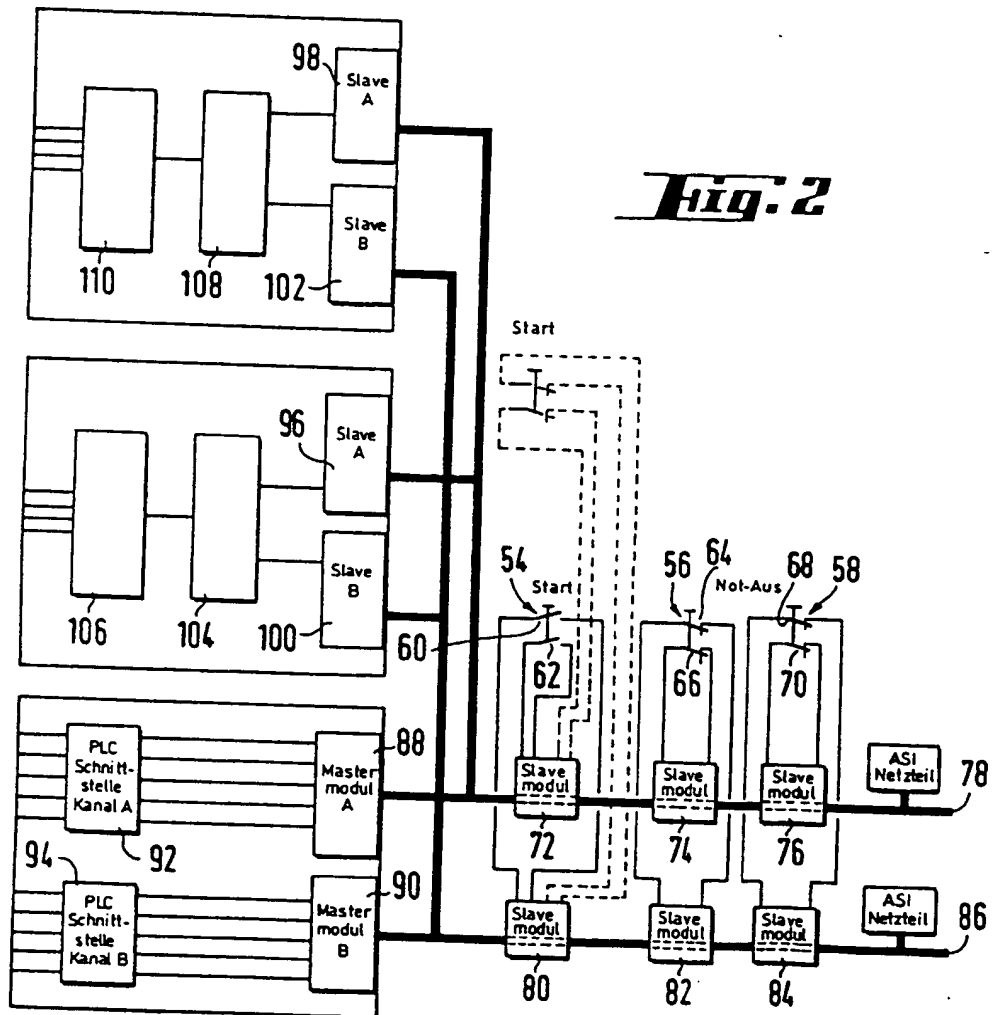 98
Slave
A
Fig. 2
Slave
B
110
108
102
Start
96
Slave
A
54
Start
56
64
Not-Aus
68
58
Slave
B
106
104
100
60
62
66
70
PLC
Schnitt-
stelle
Kanal A
88
Master
modul
A
ASI
Netzteil
78
Slave
modul
Slave
modul
Slave
modul
92
72
74
76
94
PLC
Schnitt-
stelle
Kanal B
90
Master
modul
B
ASI
Netzteil
86
Slave
modul
Slave
modul
Slave
modul
80
82
84